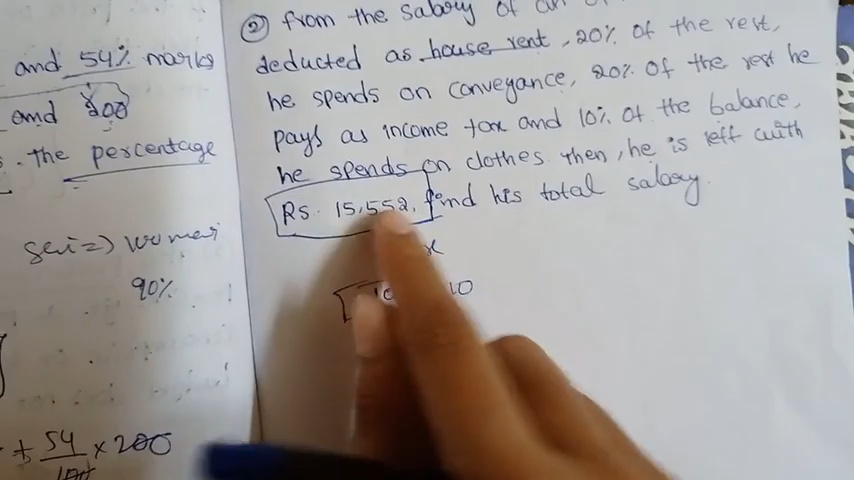 and 54% marks
and 200
. the percentage
women
90%
+ 54/100 × 200
② from the salary of an
deducted as house rent, 20% of the rest,
he spends on conveyance, 20% of the rest he
pays as income tax and 10% of the balance,
he spends on clothes then, he is left with
Rs. 15,552. find his total salary.
x
10